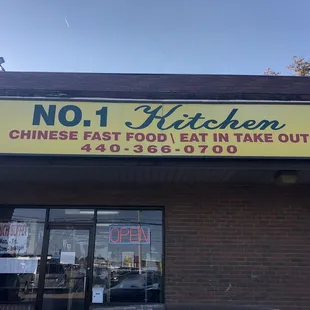 NO.1 Kitchen
CHINESE FAST FOOD\ EAT IN TAKE OUT
440-366-0700
OPEN